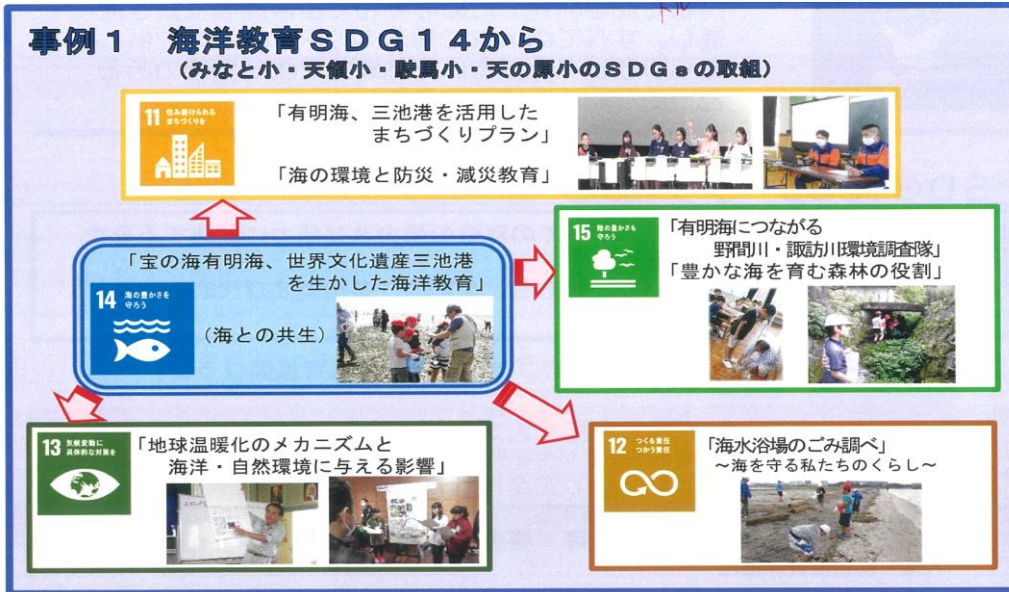 事例1 海洋教育SDG14から
(みなと小・天領小・駛馬小・天の原小のSDGsの取組)
11 住み続けられる
まちづくりを
「有明海、三池港を活用した
まちづくりプラン」
「海の環境と防災・減災教育」
「宝の海有明海、世界文化遺産三池港
を生かした海洋教育」
14 海の豊かさを
守ろう
(海との共生)
15 陸の豊かさも
守ろう
「有明海につながる
野間川・諏訪川環境調査隊」
「豊かな海を育む森林の役割」
13 気候変動に
具体的な対策を
「地球温暖化のメカニズムと
海洋・自然環境に与える影響」
12 つくる責任
つかう責任
「海水浴場のごみ調べ」
～海を守る私たちのくらし～